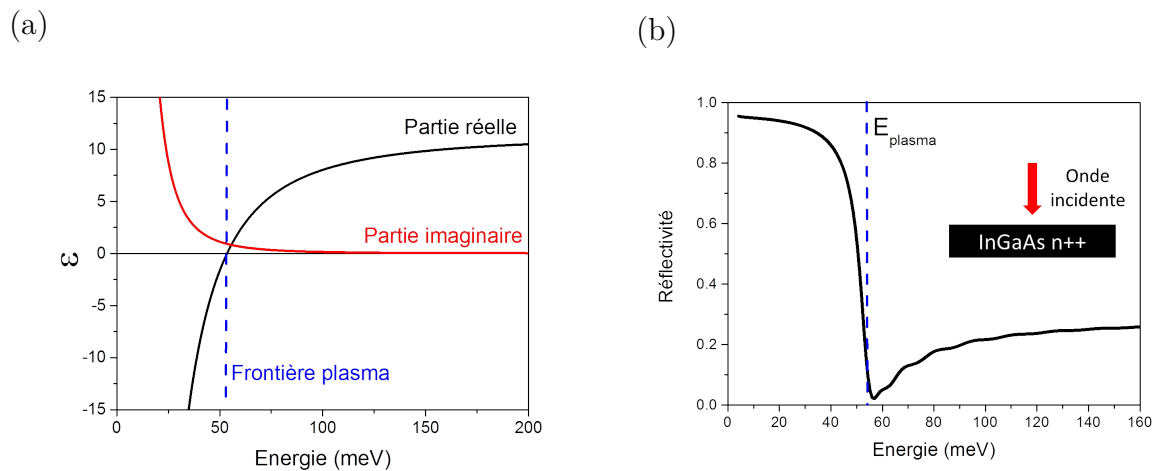 (a)
15
10
5
0
-5
-10
-15
ε
Partie réelle
Partie imaginaire
Frontière plasma
0
50
100
150
200
Energie (meV)
(b)
1.0
0.8
0.6
0.4
0.2
0.0
Réflectivité
E plasma
Onde
incidente
InGaAs n++
0
20
40
60
80
100
120
140
160
Energie (meV)